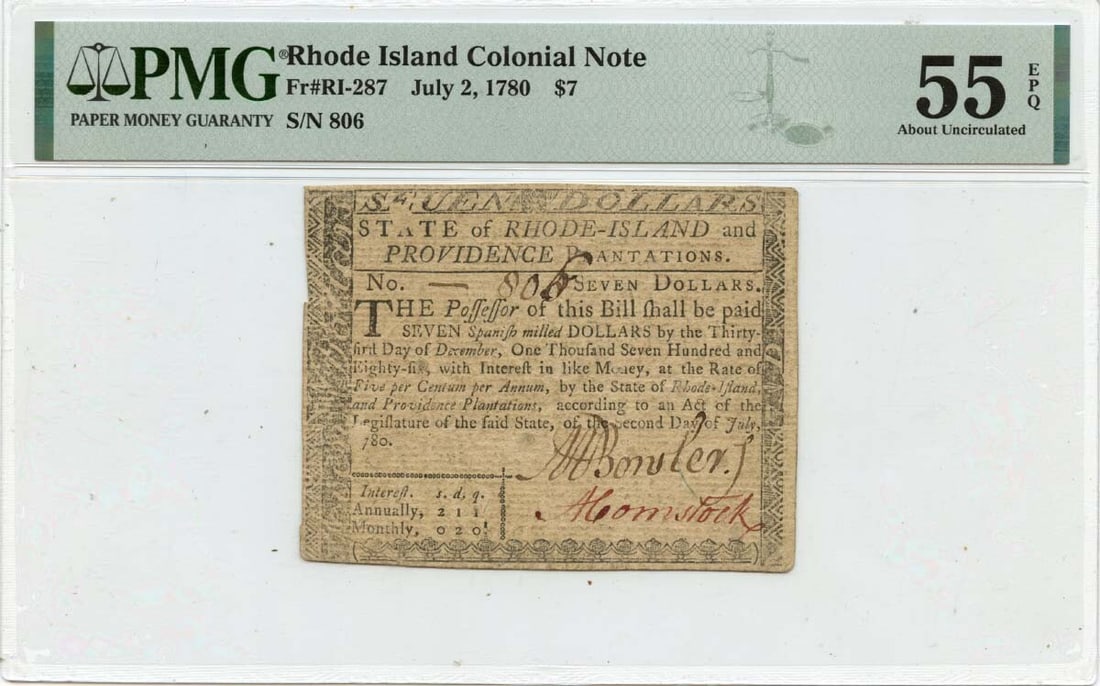 PMG® Rhode Island Colonial Note
Fr#RI-287 July 2, 1780 $7
PAPER MONEY GUARANTY S/N 806
55 EPQ
About Uncirculated
SEVEN DOLLARS
STATE of RHODE-ISLAND and
PROVIDENCE PLANTATIONS.
No. — 806 SEVEN DOLLARS.
THE Poſſeſſor of this Bill ſhall be paid
SEVEN Spaniſh milled DOLLARS by the Thirty-
firſt Day of December, One Thouſand Seven Hundred and
Eighty-ſix, with Intereſt in like Money, at the Rate of
Five per Centum per Annum, by the State of Rhode-Iſland,
and Providence Plantations, according to an Act of the
Legiſlature of the ſaid State, of the ſecond Day of July,
780.
Bowler J
A Comstock
Intereſt. s. d. q.
Annually, 2 1 1
Monthly, 0 2 0